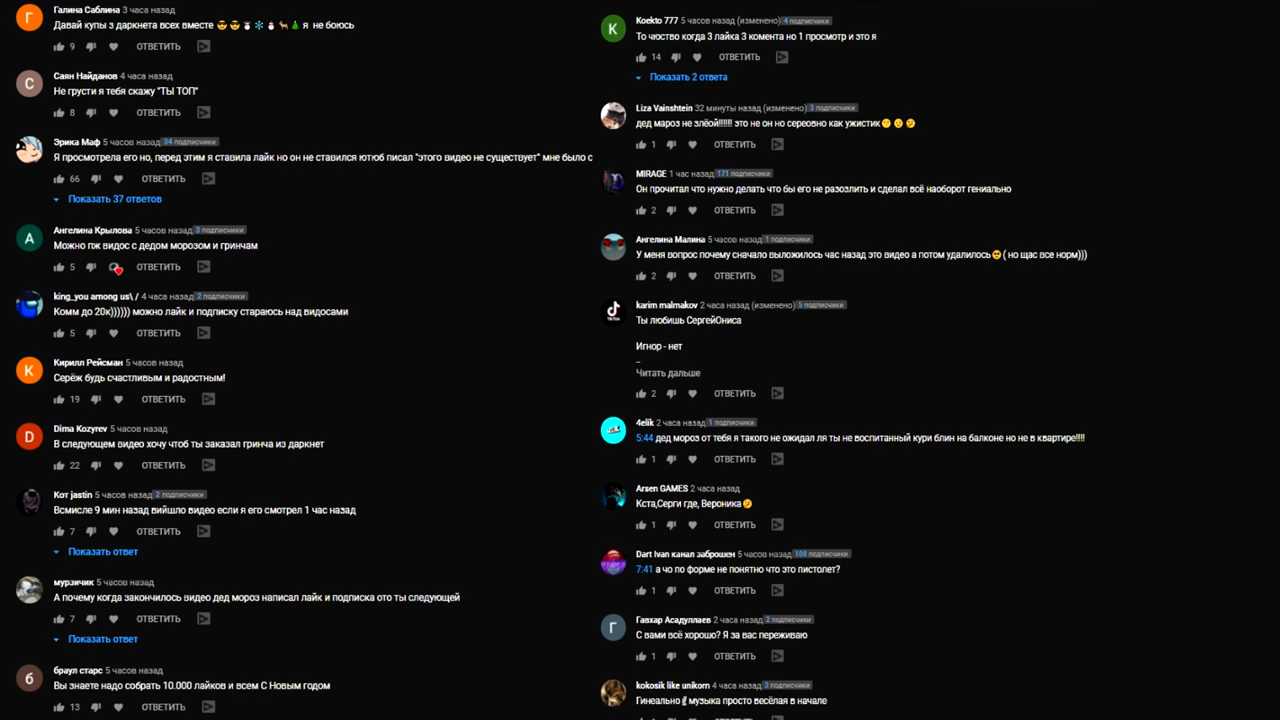 Галина Саблина 3 часа назад
Давай купы з даркнета всех вместе 😎😎⛄❄⛄🦌🎄я не боюсь
9 ОТВЕТИТЬ
Саян Найданов 4 часа назад
Не грусти я тебя скажу "ТЫ ТОП"
8 ОТВЕТИТЬ
Эрика Маф 5 часов назад 34 подписчики
Я просмотрела его но, перед этим я ставила лайк но он не ставился ютюб писал "этого видео не существует" мне было с
66 ОТВЕТИТЬ
Показать 37 ответов
Ангелина Крылова 5 часов назад 3 подписчики
Можно пж видос с дедом морозом и гринчам
5 ОТВЕТИТЬ
king_you among us\ / 4 часа назад 2 подписчики
Комм до 20к)))))) можно лайк и подписку стараюсь над видосами
5 ОТВЕТИТЬ
Кирилл Рейсман 5 часов назад
Серёж будь счастливым и радостным!
19 ОТВЕТИТЬ
Dima Kozyrev 5 часов назад
В следующем видео хочу чтоб ты заказал гринча из даркнет
22 ОТВЕТИТЬ
Кот jastin 5 часов назад 2 подписчики
Всмисле 9 мин назад вийшло видео если я его смотрел 1 час назад
7 ОТВЕТИТЬ
Показать ответ
мурзичик 5 часов назад
А почему когда закончилось видео дед мороз написал лайк и подписка ото ты следующей
7 ОТВЕТИТЬ
Показать ответ
браул старс 5 часов назад
Вы знаете надо собрать 10.000 лайков и всем С Новым годом
13 ОТВЕТИТЬ
Koekto 777 5 часов назад (изменено) 4 подписчики
То чюство когда 3 лайка 3 комента но 1 просмотр и это я
14 ОТВЕТИТЬ
Показать 2 ответа
Liza Vainshtein 32 минуты назад (изменено) 3 подписчики
дед мароз не злёой!!!!!! это не он но сереовно как ужистик
1 ОТВЕТИТЬ
MIRAGE 1 час назад 171 подписчики
Он прочитал что нужно делать что бы его не разозлить и сделал всё наоборот гениально
2 ОТВЕТИТЬ
Ангелина Малина 5 часов назад 1 подписчики
У меня вопрос почему сначало выложилось час назад это видео а потом удалилось ( но щас все норм)))
2 ОТВЕТИТЬ
karim malmakov 2 часа назад (изменено) 5 подписчики
Ты любишь СергейОниса
Игнор - нет
_
Читать дальше
2 ОТВЕТИТЬ
4elik 2 часа назад 1 подписчики
5:44 дед мороз от тебя я такого не ожидал ля ты не воспитанный кури блин на балконе но не в квартире!!!!
1 ОТВЕТИТЬ
Arsen GAMES 2 часа назад
Кста,Серги где, Вероника
1 ОТВЕТИТЬ
Dart Ivan канал заброшен 5 часов назад 108 подписчики
7:41 а чо по форме не понятно что это пистолет?
1 ОТВЕТИТЬ
Гавхар Асадуллаев 2 часа назад 2 подписчики
С вами всё хорошо? Я за вас переживаю
1 ОТВЕТИТЬ
kokosik like unikorn 4 часа назад 3 подписчики
Гинеально музыка просто весёлая в начале